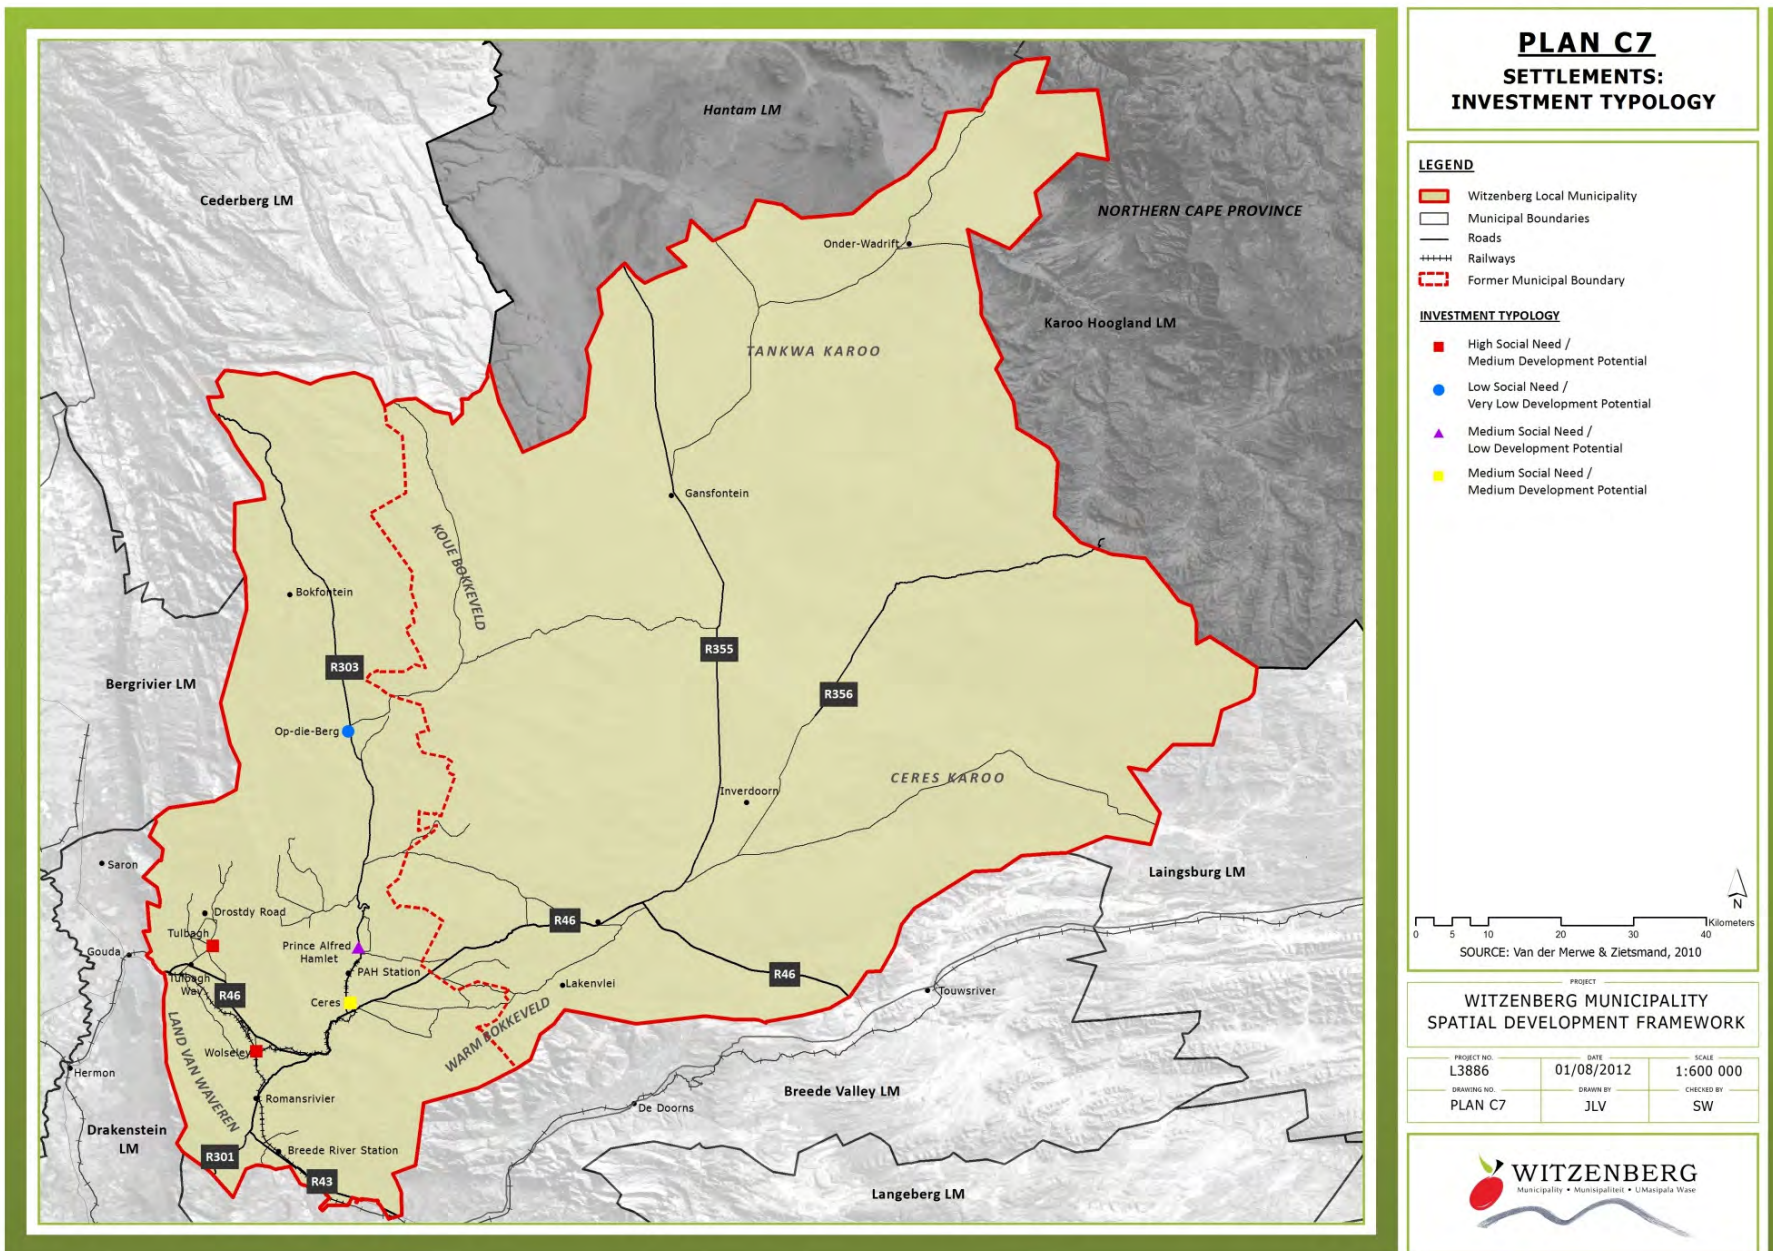 PLAN C7
SETTLEMENTS:
INVESTMENT TYPOLOGY
LEGEND
Witzenberg Local Municipality
Municipal Boundaries
Roads
Railways
Former Municipal Boundary
INVESTMENT TYPOLOGY
High Social Need /
Medium Development Potential
Low Social Need /
Very Low Development Potential
Medium Social Need /
Low Development Potential
Medium Social Need /
Medium Development Potential
N
Kilometers
0 5 10 20 30 40
SOURCE: Van der Merwe & Zietsmand, 2010
PROJECT
WITZENBERG MUNICIPALITY
SPATIAL DEVELOPMENT FRAMEWORK
PROJECT NO. DATE SCALE
L3886 01/08/2012 1:600 000
DRAWING NO. DRAWN BY CHECKED BY
PLAN C7 JLV SW
WITZENBERG
Municipality • Munisipaliteit • UMasipala Wase
Hantam LM
Cederberg LM
NORTHERN CAPE PROVINCE
Onder-Wadrift
Karoo Hoogland LM
TANKWA KAROO
Gansfontein
KOUE BOKKEVELD
Bokfontein
R303
R355
Bergrivier LM
R356
Op-die-Berg
CERES KAROO
Inverdoorn
Saron
Laingsburg LM
Drostdy Road
R46
Tulbagh
Prince Alfred
Hamlet
Gouda
PAH Station
R46
Tulbagh
Way
R46
Lakenvlei
Touwsriver
Ceres
WARM BOKKEVELD
LAND VAN WAVEREN
Wolseley
Hermon
Breede Valley LM
Romansrivier
De Doorns
Drakenstein
LM
R301
Breede River Station
R43
Langeberg LM